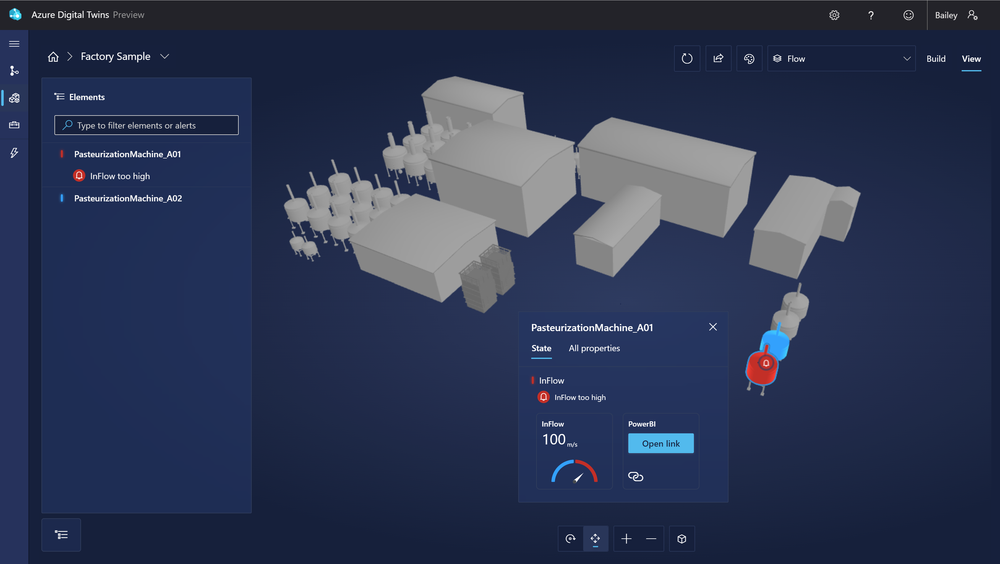 Azure Digital Twins Preview
? Bailey
Factory Sample
Flow
Build
View
Elements
Type to filter elements or alerts
PasteurizationMachine_A01
InFlow too high
PasteurizationMachine_A02
PasteurizationMachine_A01
State
All properties
InFlow
InFlow too high
InFlow
100 m/s
PowerBI
Open link